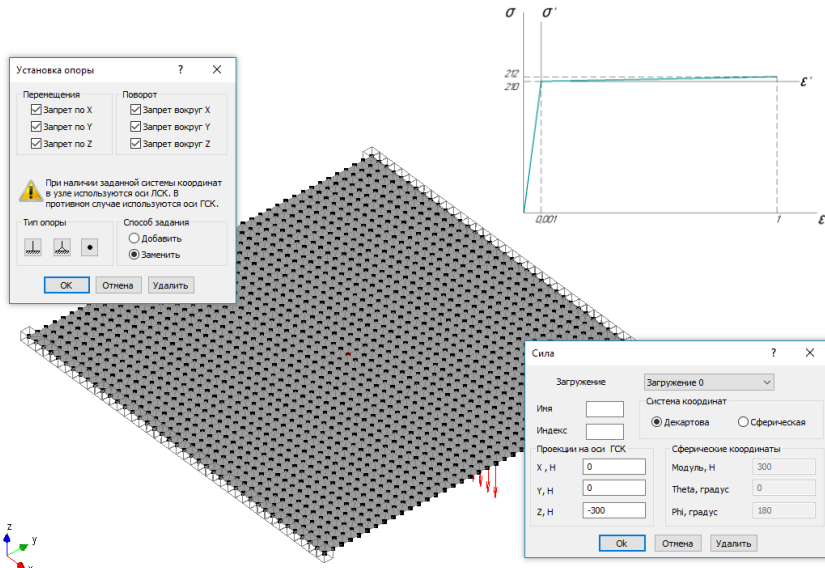 Установка опоры ? ×
Перемещения
Запрет по X
Запрет по Y
Запрет по Z
Поворот
Запрет вокруг X
Запрет вокруг Y
Запрет вокруг Z
При наличии заданной системы координат
в узле используются оси ЛСК. В
противном случае используются оси ГСК.
Тип опоры
Способ задания
Добавить
Заменить
ОК Отмена Удалить
σ σ'
212
210
ε'
0,001 1 ε
Сила ? ×
Загружение Загружение 0
Имя
Индекс
Система координат
Декартова Сферическая
Проекции на оси ГСК
X , Н 0
Y, Н 0
Z, Н -300
Сферические координаты
Модуль, Н 300
Theta, градус 0
Phi, градус 180
Ok Отмена Удалить
z
y
x